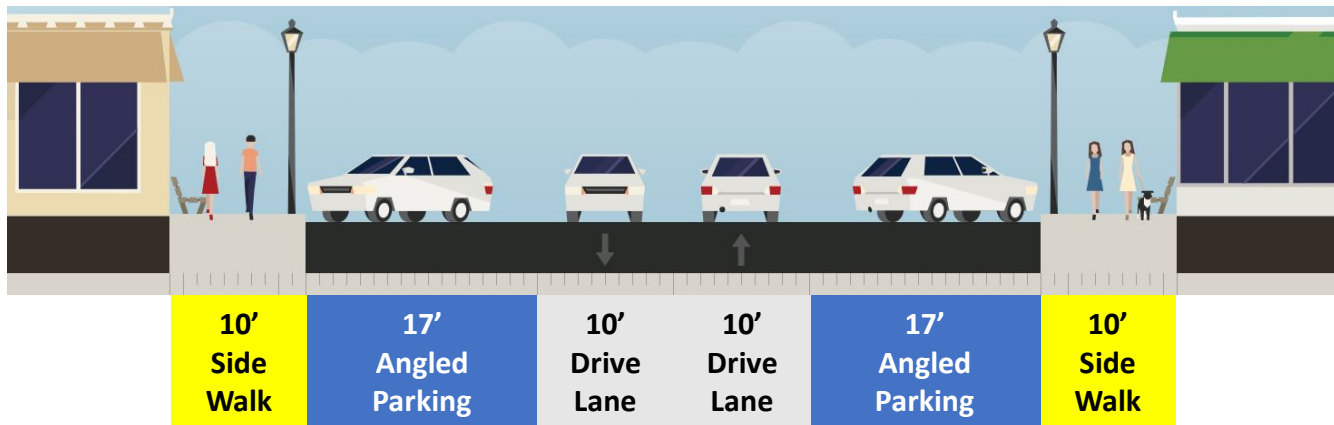 10’
Side
Walk
17’
Angled
Parking
10’
Drive
Lane
10’
Drive
Lane
17’
Angled
Parking
10’
Side
Walk